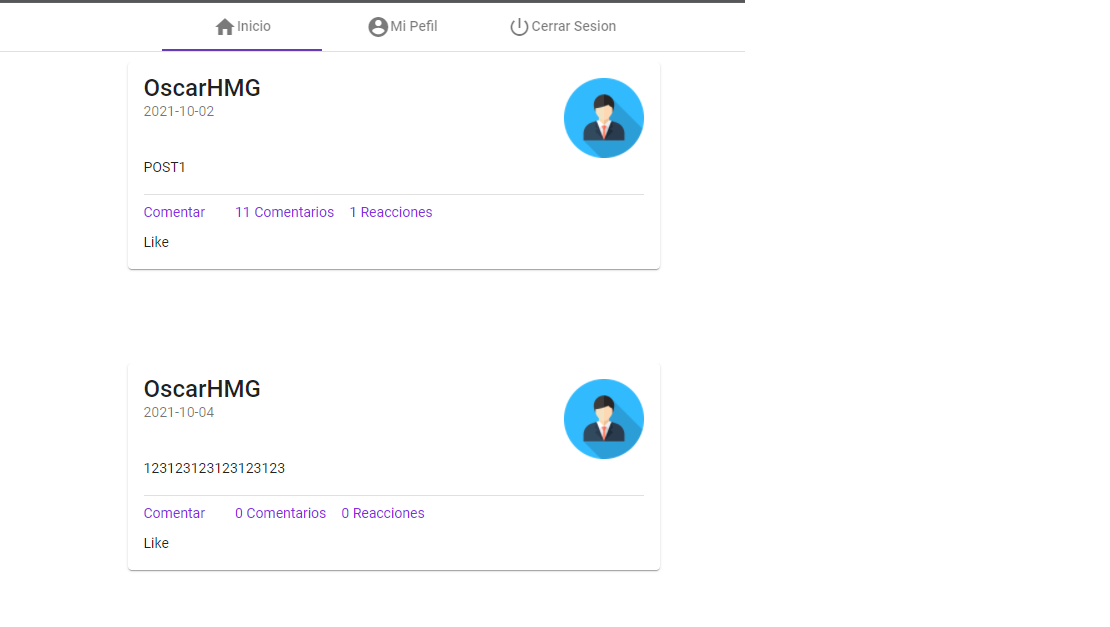 Inicio Mi Pefil Cerrar Sesion
OscarHMG
2021-10-02
POST1
Comentar 11 Comentarios 1 Reacciones
Like
OscarHMG
2021-10-04
123123123123123123
Comentar 0 Comentarios 0 Reacciones
Like